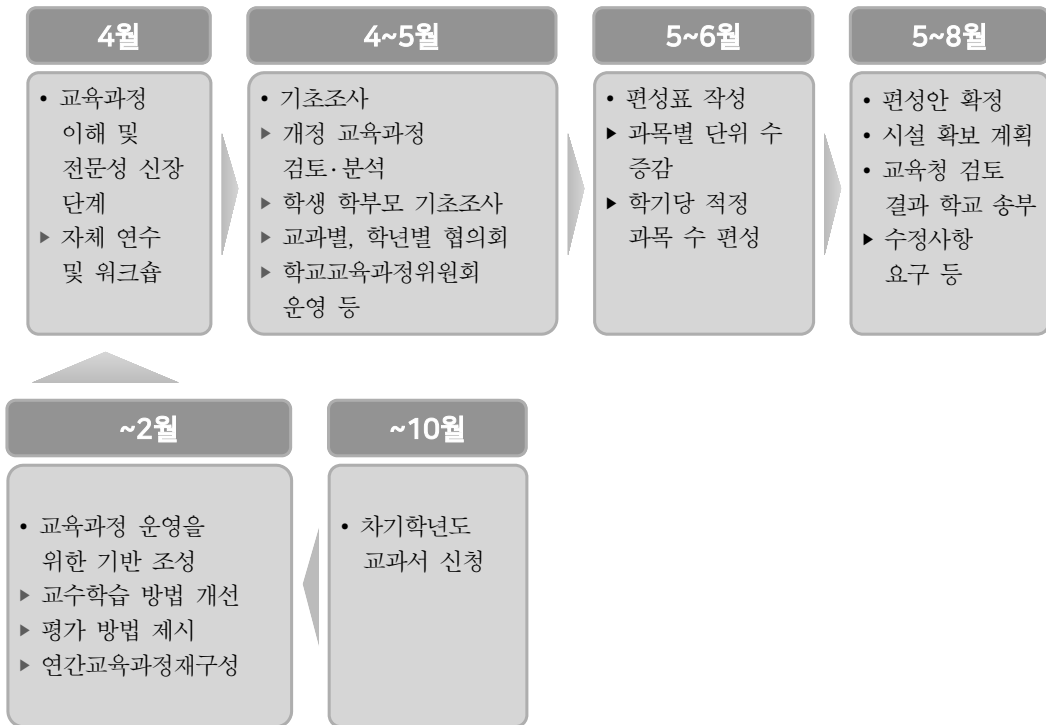 4월
• 교육과정
이해 및
전문성 신장
단계
▶ 자체 연수
및 워크숍
4~5월
• 기초조사
▶ 개정 교육과정
검토·분석
▶ 학생 학부모 기초조사
▶ 교과별, 학년별 협의회
▶ 학교교육과정위원회
운영 등
5~6월
• 편성표 작성
▶ 과목별 단위 수
증감
▶ 학기당 적정
과목 수 편성
5~8월
• 편성안 확정
• 시설 확보 계획
• 교육청 검토
결과 학교 송부
▶ 수정사항
요구 등
~2월
• 교육과정 운영을
위한 기반 조성
▶ 교수학습 방법 개선
▶ 평가 방법 제시
▶ 연간교육과정재구성
~10월
• 차기학년도
교과서 신청